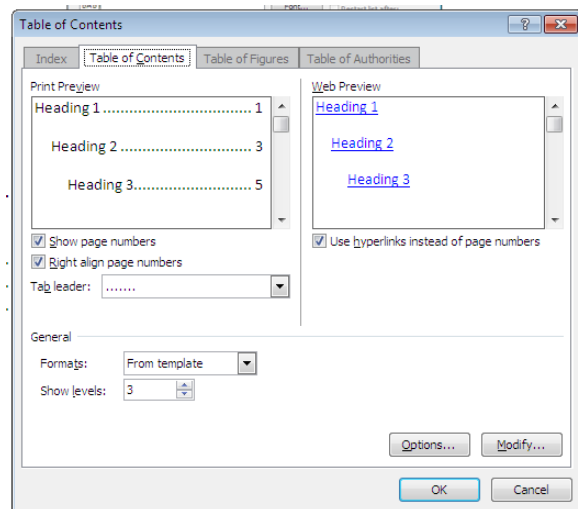 Table of Contents
Index Table of Contents Table of Figures Table of Authorities
Print Preview
Heading 1 .................................... 1
Heading 2 ................................ 3
Heading 3............................ 5
Show page numbers
Right align page numbers
Tab leader: .......
Web Preview
Heading 1
Heading 2
Heading 3
Use hyperlinks instead of page numbers
General
Formats: From template
Show levels: 3
Options... Modify...
OK Cancel